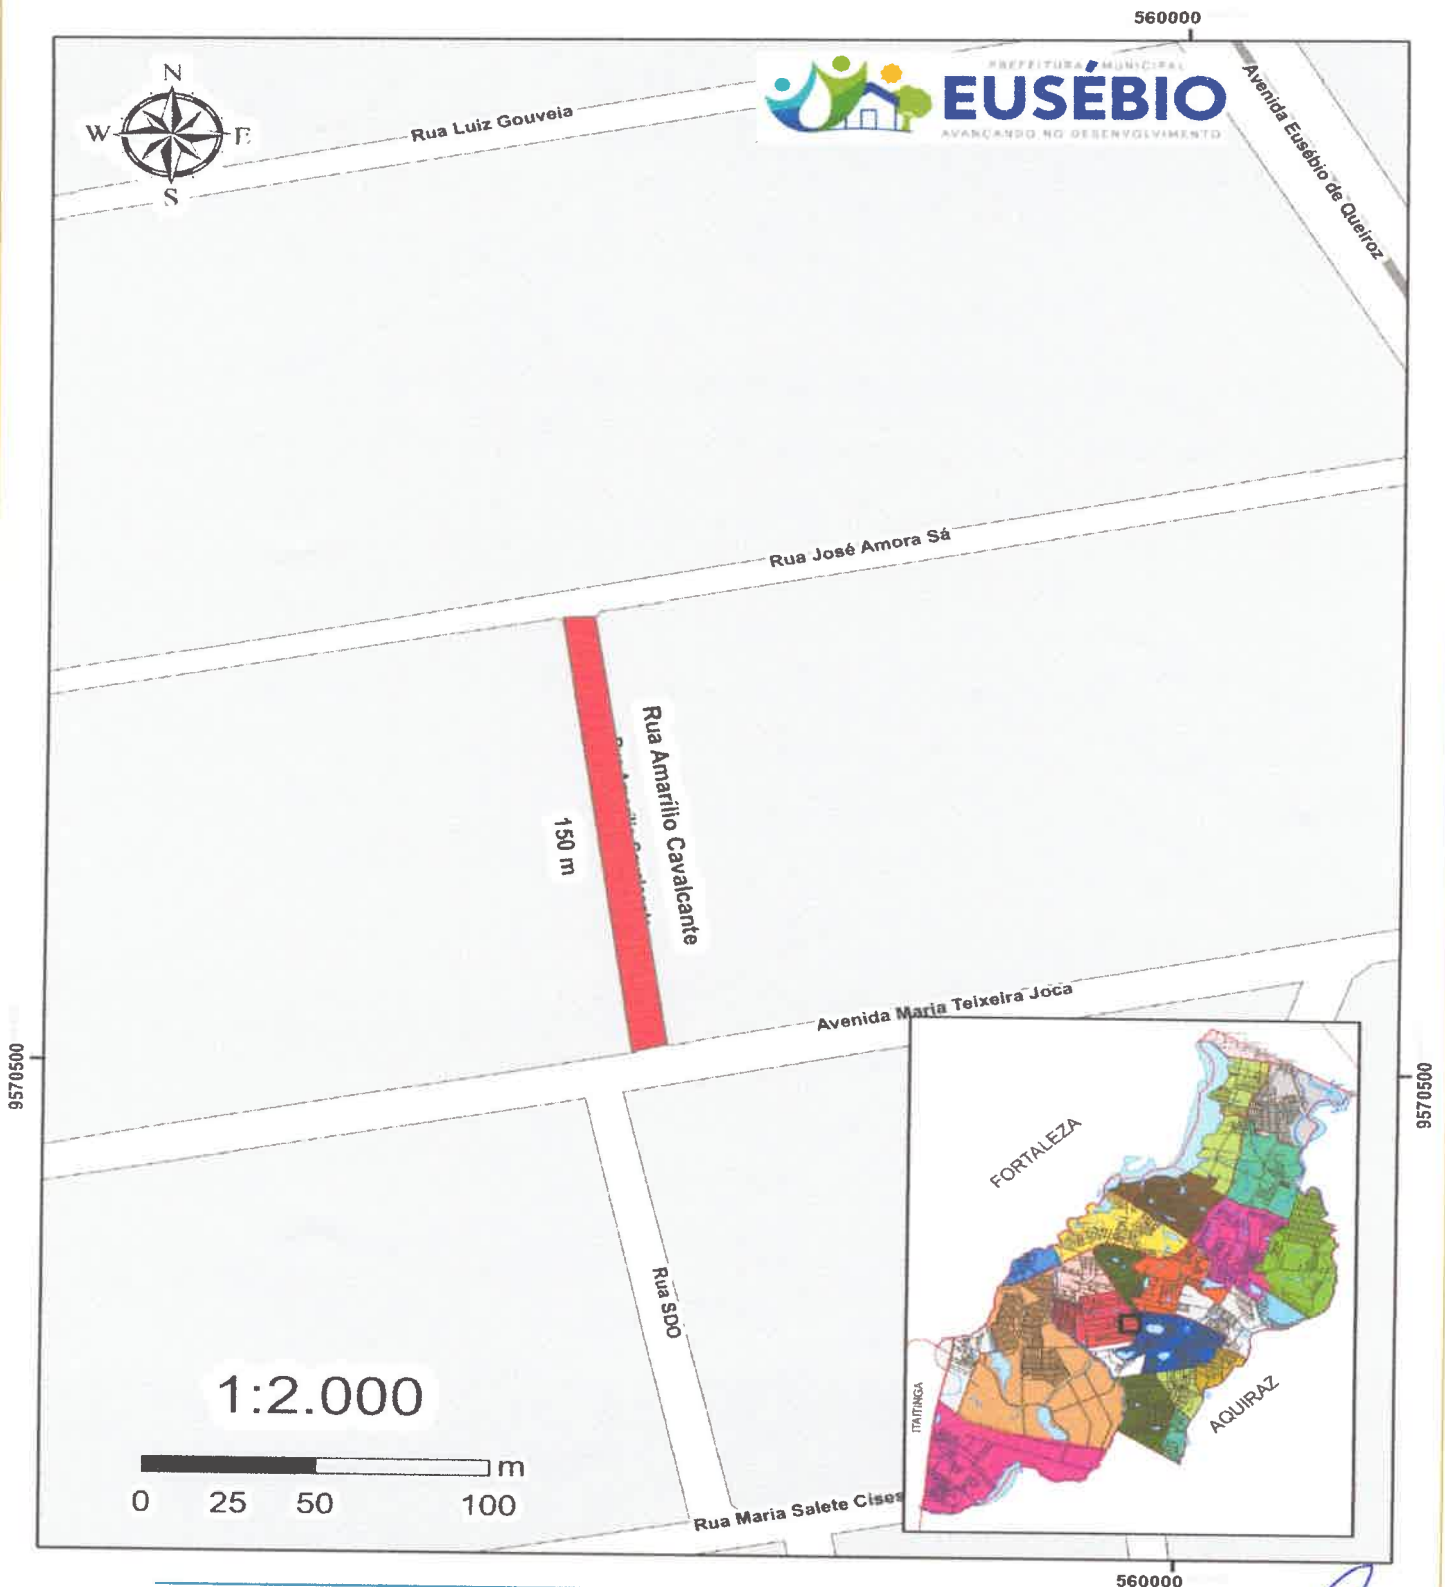 560000
N
W
E
S
Rua Luiz Gouveia
PREFEITURA MUNICIPAL
EUSÉBIO
AVANÇANDO NO DESENVOLVIMENTO
Avenida Eusébio de Queiroz
Rua José Amora Sá
Rua Amarílio Cavalcante
150 m
Avenida Maria Teixeira Joca
9570500
9570500
FORTALEZA
Rua SDO
ITAITINGA
AQUIRAZ
1:2.000
m
0 25 50 100
Rua Maria Salete Cises
560000